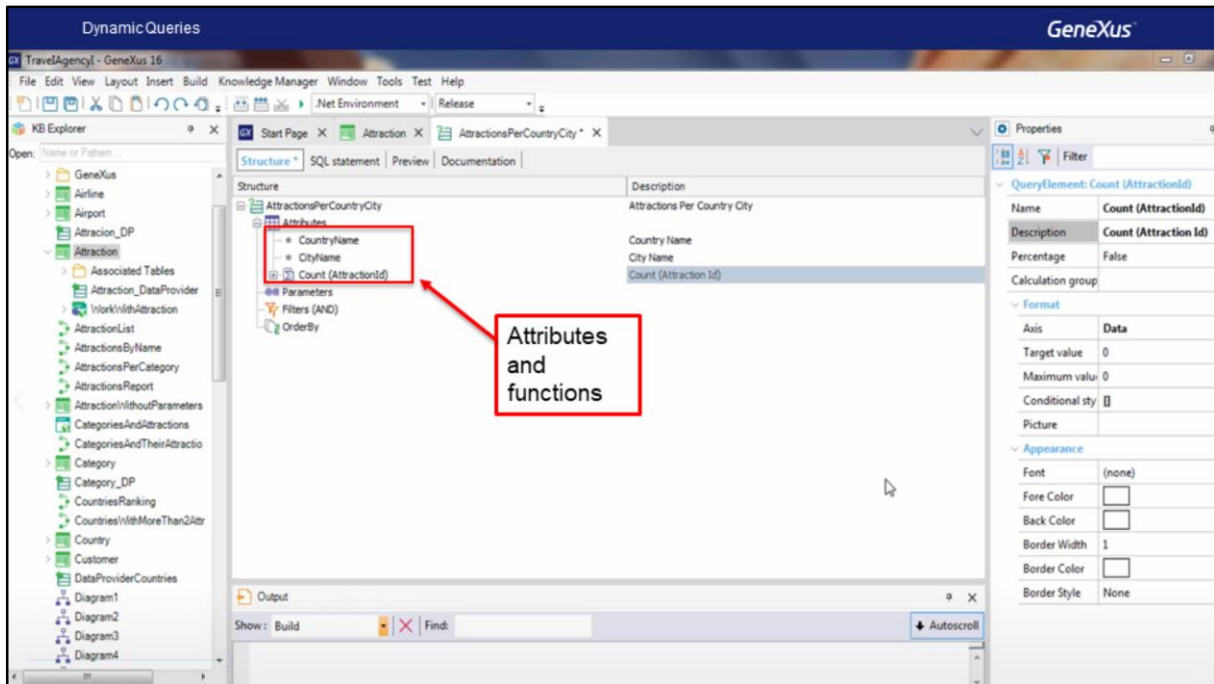 Dynamic Queries
GeneXus
TravelAgencyI - GeneXus 16
File Edit View Layout Insert Build Knowledge Manager Window Tools Test Help
.Net Environment Release
KB Explorer
Open: Name or Pattern ...
GeneXus
Airline
Airport
Attracion_DP
Attraction
Associated Tables
Attraction_DataProvider
WorkWithAttraction
AttractionList
AttractionsByName
AttractionsPerCategory
AttractionsReport
AttractionWithoutParameters
CategoriesAndAttractions
CategoriesAndTheirAttractio
Category
Category_DP
CountriesRanking
CountriesWithMoreThan2Attr
Country
Customer
DataProviderCountries
Diagram1
Diagram2
Diagram3
Diagram4
Start Page X Attraction X AttractionsPerCountryCity * X
Structure * SQL statement Preview Documentation
Structure Description
AttractionsPerCountryCity Attractions Per Country City
Attributes
CountryName Country Name
CityName City Name
Count (AttractionId) Count (Attraction Id)
Parameters
Filters (AND)
OrderBy
Attributes
and
functions
Output
Show: Build Find: Autoscroll
Properties
Filter
QueryElement: Count (AttractionId)
Name Count (AttractionId)
Description Count (Attraction Id)
Percentage False
Calculation group
Format
Axis Data
Target value 0
Maximum valu 0
Conditional sty
Picture
Appearance
Font (none)
Fore Color
Back Color
Border Width 1
Border Color
Border Style None